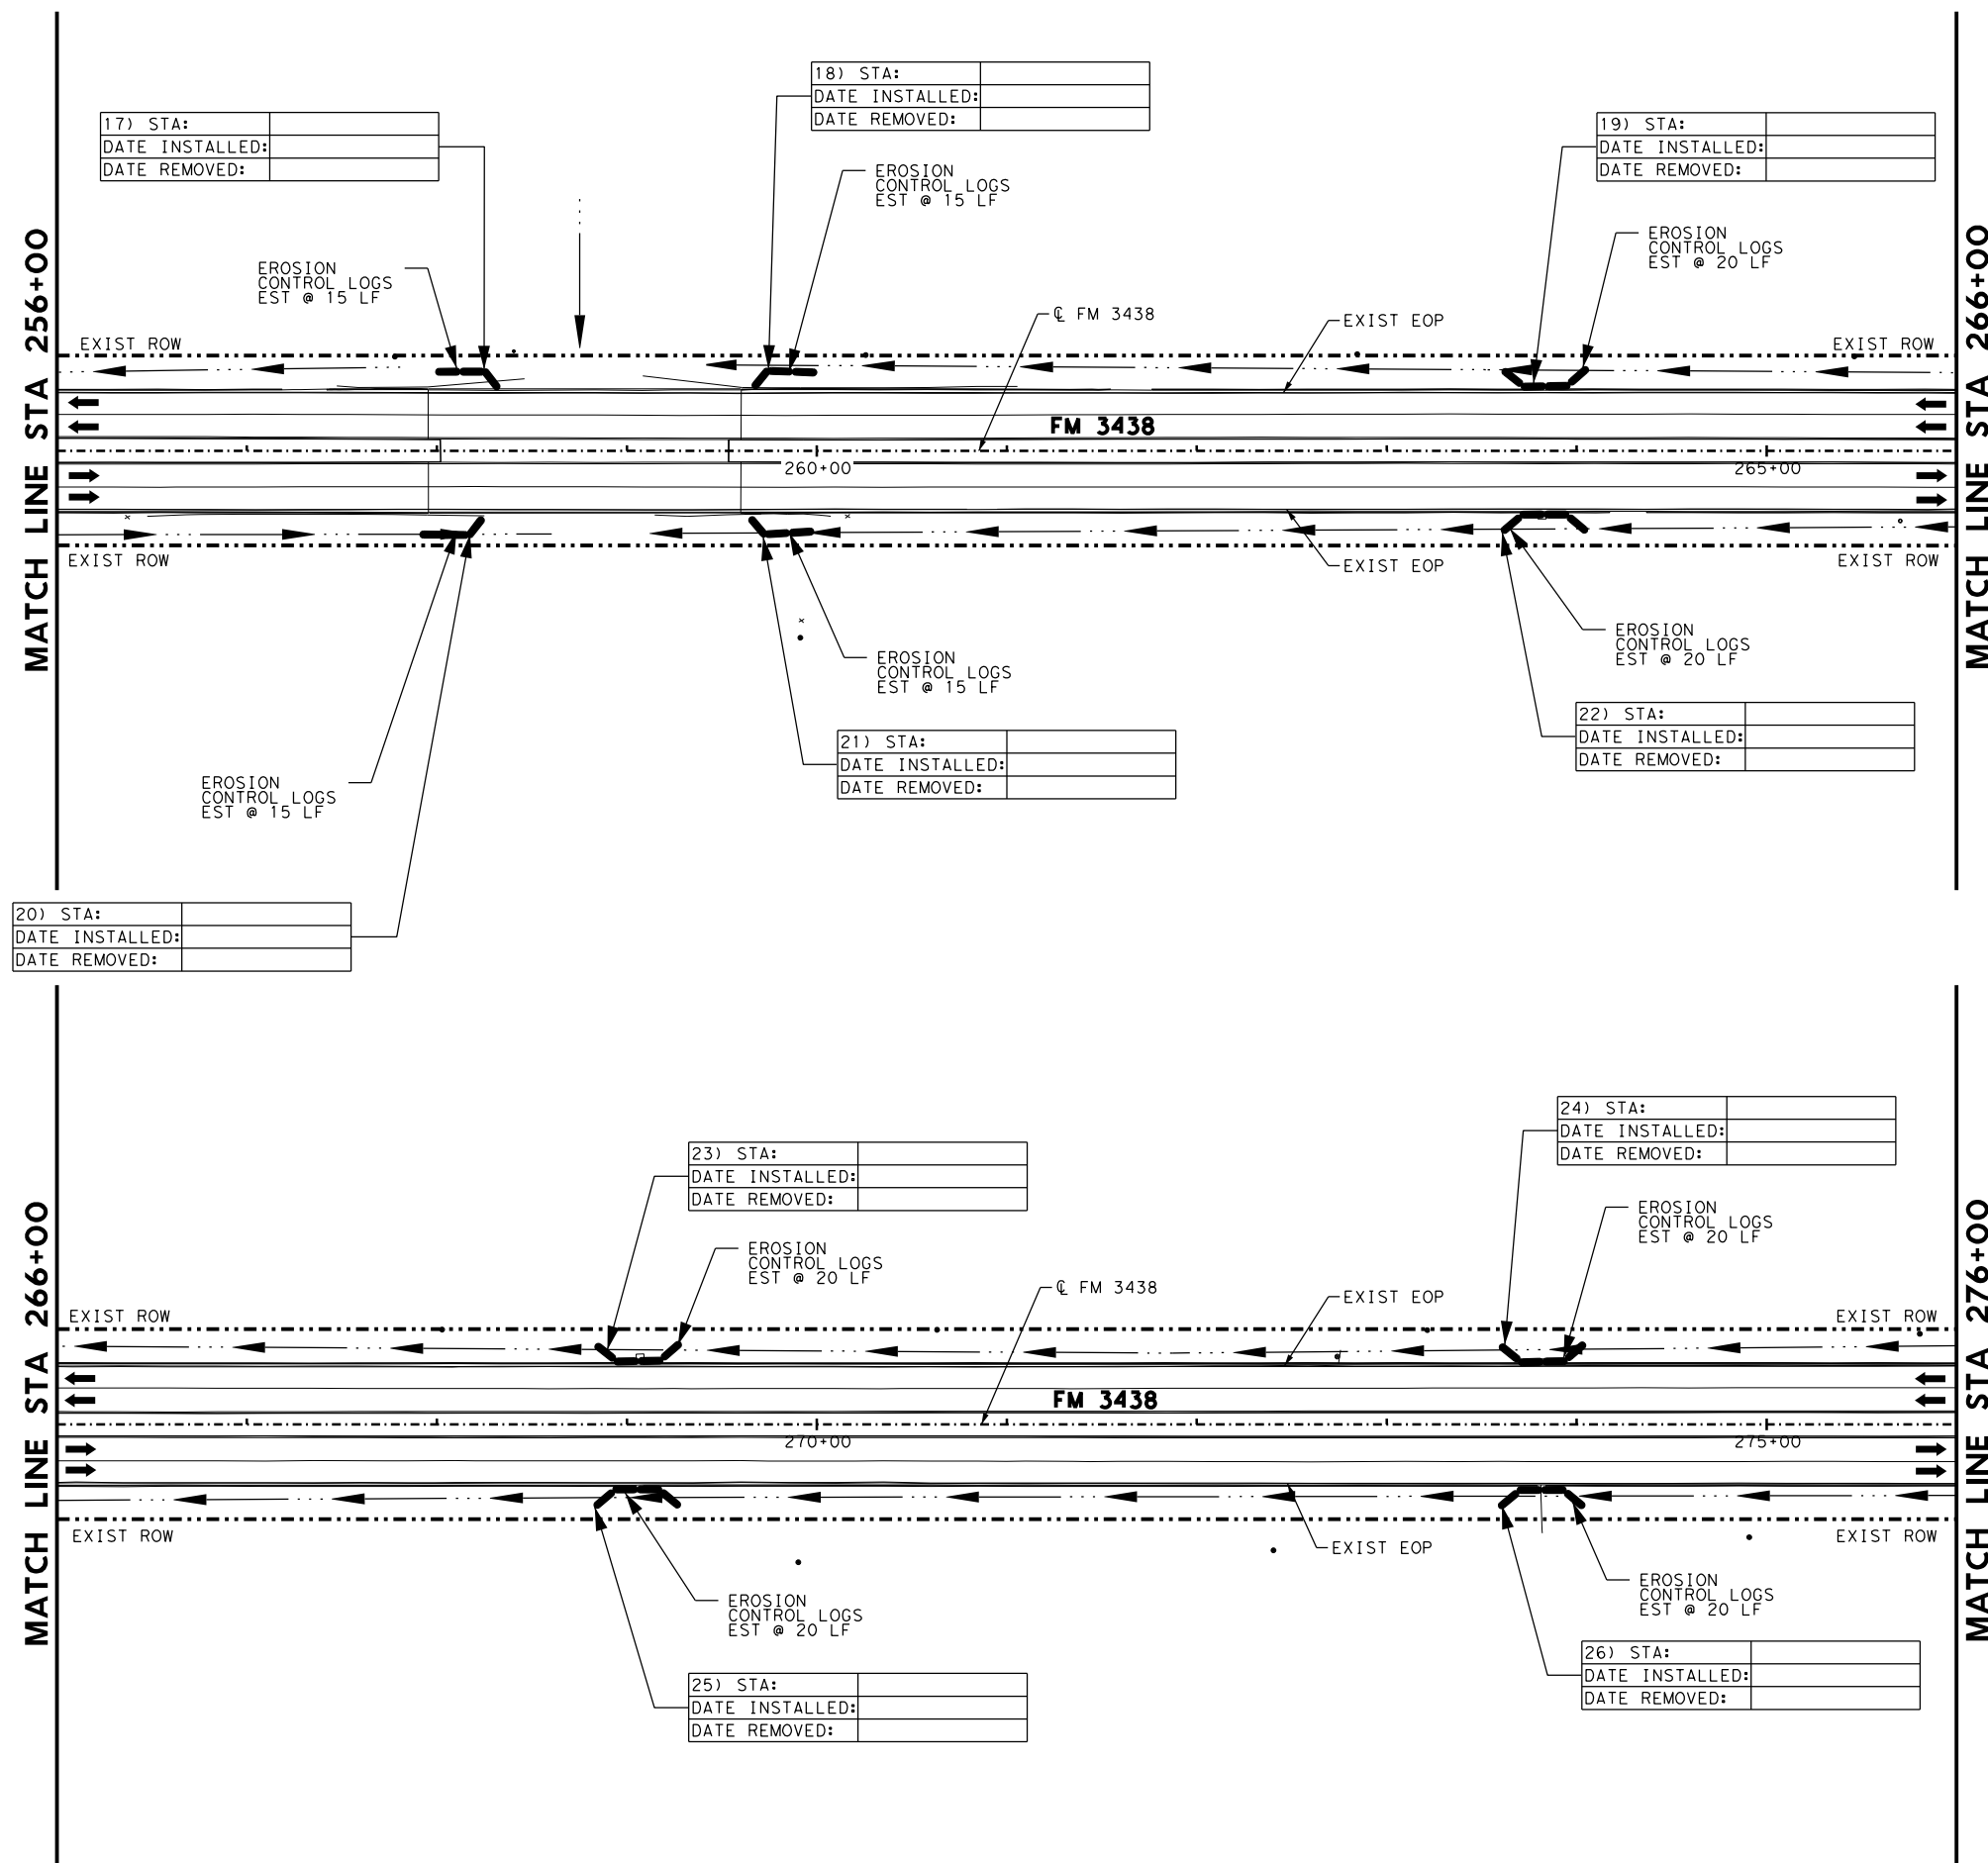 18) STA:
DATE INSTALLED:
DATE REMOVED:
17) STA:
DATE INSTALLED:
DATE REMOVED:
19) STA:
DATE INSTALLED:
DATE REMOVED:
EROSION
CONTROL LOGS
EST @ 15 LF
EROSION
CONTROL LOGS
EST @ 20 LF
EROSION
CONTROL LOGS
EST @ 15 LF
℄ FM 3438
EXIST EOP
EXIST ROW
EXIST ROW
MATCH LINE STA 256+00
MATCH LINE STA 266+00
FM 3438
260+00
265+00
EXIST ROW
EXIST EOP
EXIST ROW
EROSION
CONTROL LOGS
EST @ 20 LF
EROSION
CONTROL LOGS
EST @ 15 LF
22) STA:
DATE INSTALLED:
DATE REMOVED:
21) STA:
DATE INSTALLED:
DATE REMOVED:
EROSION
CONTROL LOGS
EST @ 15 LF
20) STA:
DATE INSTALLED:
DATE REMOVED:
24) STA:
DATE INSTALLED:
DATE REMOVED:
23) STA:
DATE INSTALLED:
DATE REMOVED:
EROSION
CONTROL LOGS
EST @ 20 LF
EROSION
CONTROL LOGS
EST @ 20 LF
℄ FM 3438
EXIST EOP
EXIST ROW
EXIST ROW
MATCH LINE STA 266+00
MATCH LINE STA 276+00
FM 3438
270+00
275+00
EXIST ROW
EXIST EOP
EXIST ROW
EROSION
CONTROL LOGS
EST @ 20 LF
EROSION
CONTROL LOGS
EST @ 20 LF
26) STA:
DATE INSTALLED:
DATE REMOVED:
25) STA:
DATE INSTALLED:
DATE REMOVED: